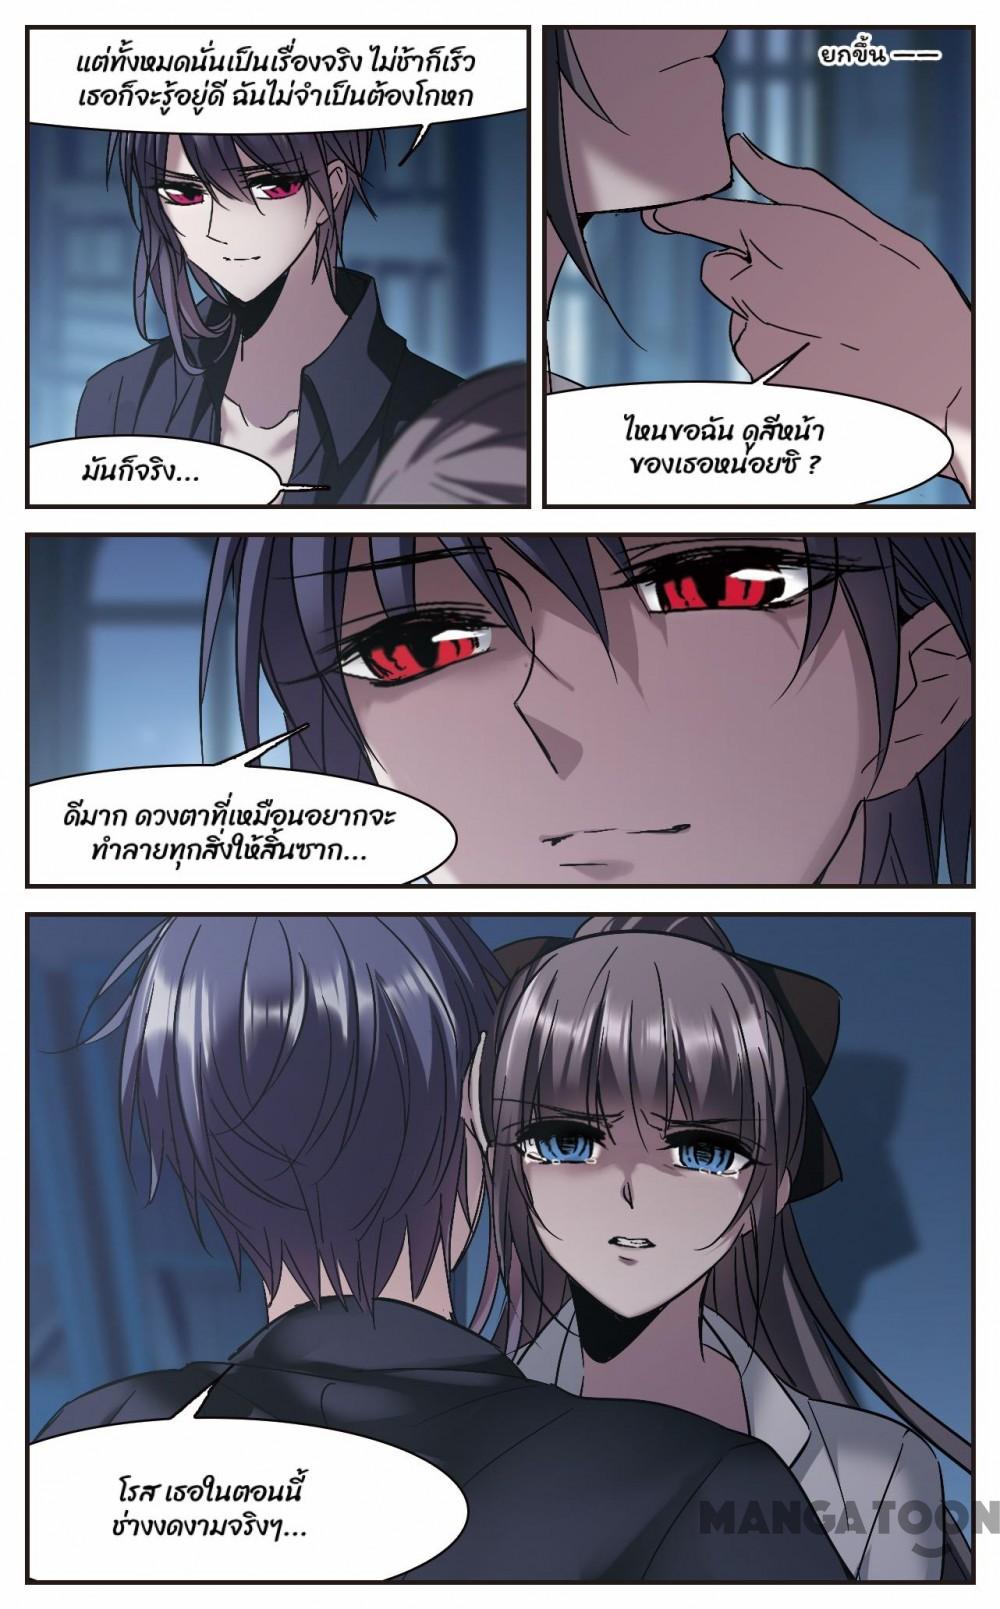 แต่ทั้งหมดนั่นเป็นเรื่องจริง ไม่ช้าก็เร็ว
เธอก็จะรู้อยู่ดี ฉันไม่จำเป็นต้องโกหก
มันก็จริง...
ยกขึ้น ——
ไหนขอฉัน ดูสีหน้า
ของเธอหน่อยซิ ?
ดีมาก ดวงตาที่เหมือนอยากจะ
ทำลายทุกสิ่งให้สิ้นซาก...
โรส เธอในตอนนี้
ช่างงดงามจริงๆ...
MANGATOON